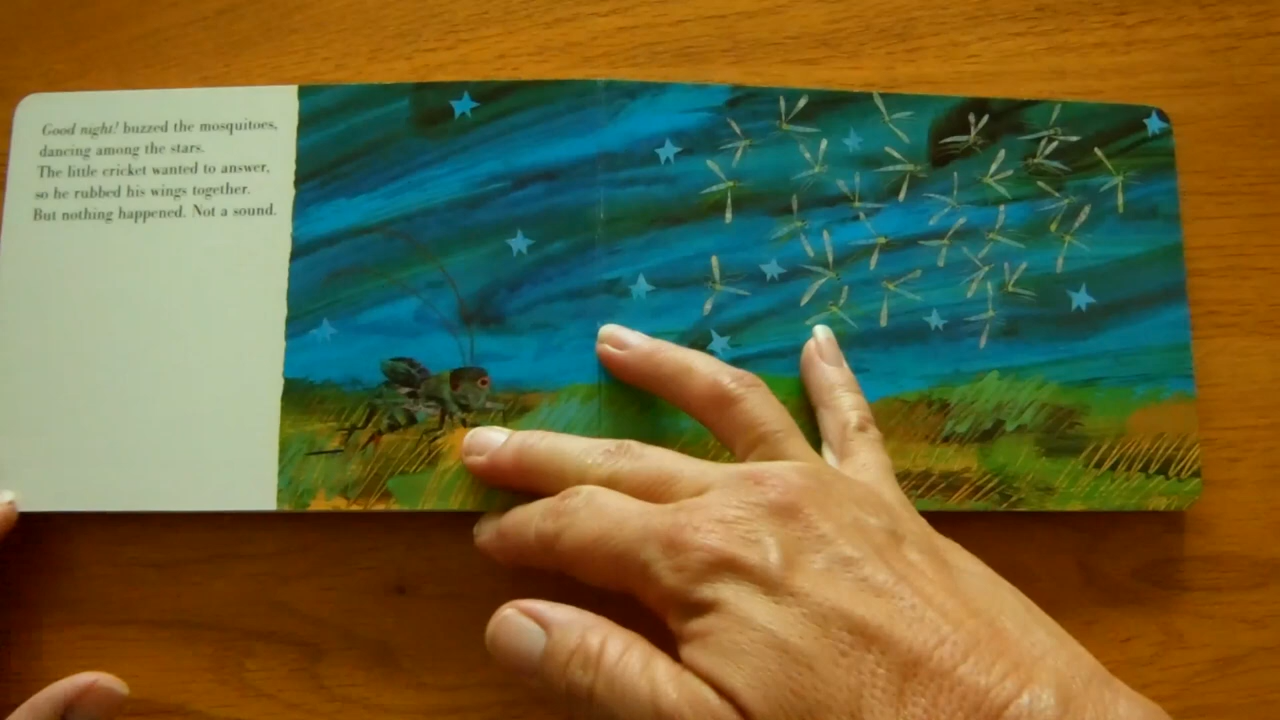 Good night! buzzed the mosquitoes,
dancing among the stars.
The little cricket wanted to answer,
so he rubbed his wings together.
But nothing happened. Not a sound.